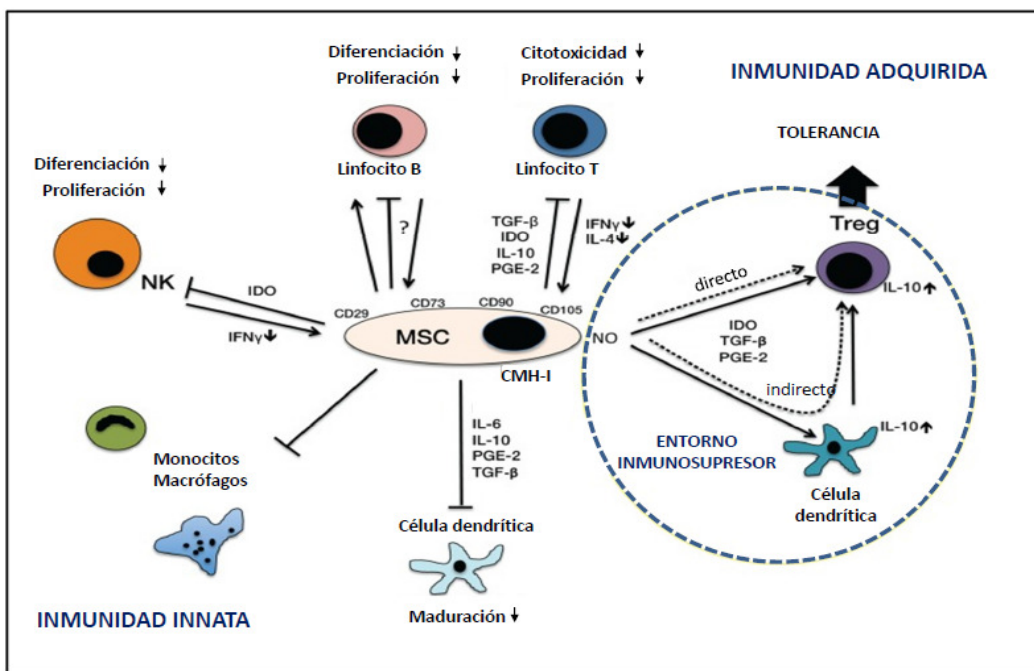 Diferenciación ↓
Proliferación ↓
Citotoxicidad ↓
Proliferación ↓
INMUNIDAD ADQUIRIDA
TOLERANCIA
Diferenciación ↓
Proliferación ↓
Linfocito B
Linfocito T
Treg
NK
?
TGF-β
IDO
IL-10
PGE-2
IFNγ↓
IL-4↓
directo
IL-10↑
IDO
IFNγ↓
CD29
CD73
CD90
CD105
MSC
CMH-I
NO
IDO
TGF-β
PGE-2
indirecto
IL-10↑
ENTORNO
INMUNOSUPRESOR
Célula
dendrítica
Monocitos
Macrófagos
IL-6
IL-10
PGE-2
TGF-β
Célula dendrítica
Maduración ↓
INMUNIDAD INNATA